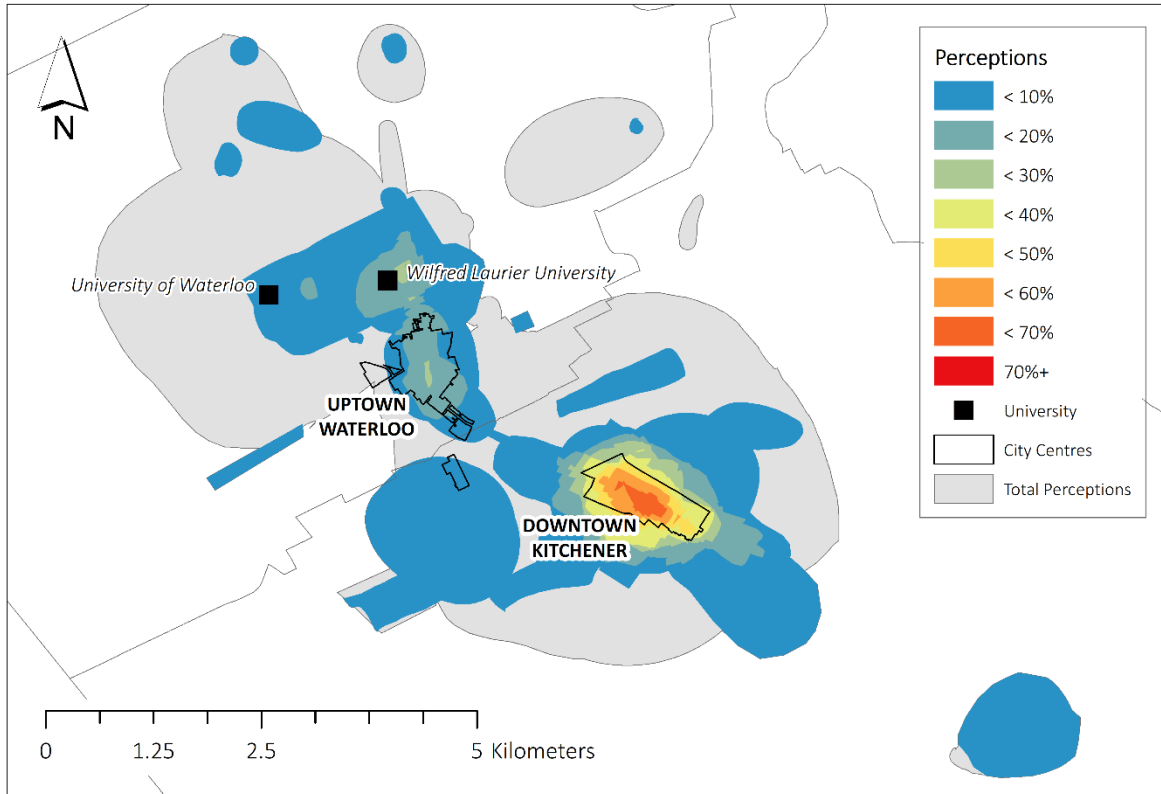 N
University of Waterloo
Wilfred Laurier University
UPTOWN
WATERLOO
DOWNTOWN
KITCHENER
0 1.25 2.5 5 Kilometers
Perceptions
< 10%
< 20%
< 30%
< 40%
< 50%
< 60%
< 70%
70%+
University
City Centres
Total Perceptions